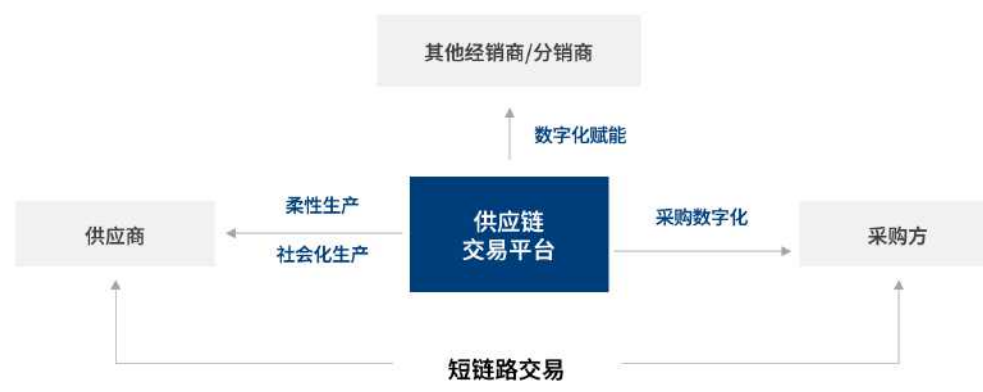 其他经销商/分销商
数字化赋能
柔性生产
供应商
社会化生产
供应链
交易平台
采购数字化
采购方
短链路交易